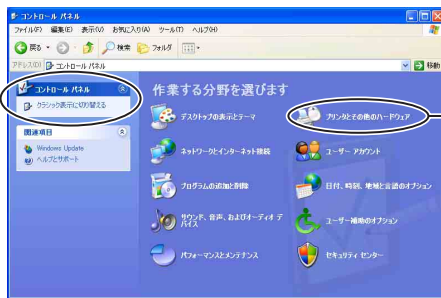 コントロール パネル
ファイル(F) 編集(E) 表示(V) お気に入り(A) ツール(T) ヘルプ(H)
戻る 検索 フォルダ
アドレス(D) コントロール パネル 移動
コントロール パネル
クラシック表示に切り替える
関連項目
Windows Update
ヘルプとサポート
作業する分野を選びます
デスクトップの表示とテーマ
プリンタとその他のハードウェア
ネットワークとインターネット接続
ユーザー アカウント
プログラムの追加と削除
日付、時刻、地域と言語のオプション
サウンド、音声、およびオーディオ デバイス
ユーザー補助のオプション
パフォーマンスとメンテナンス
セキュリティ センター